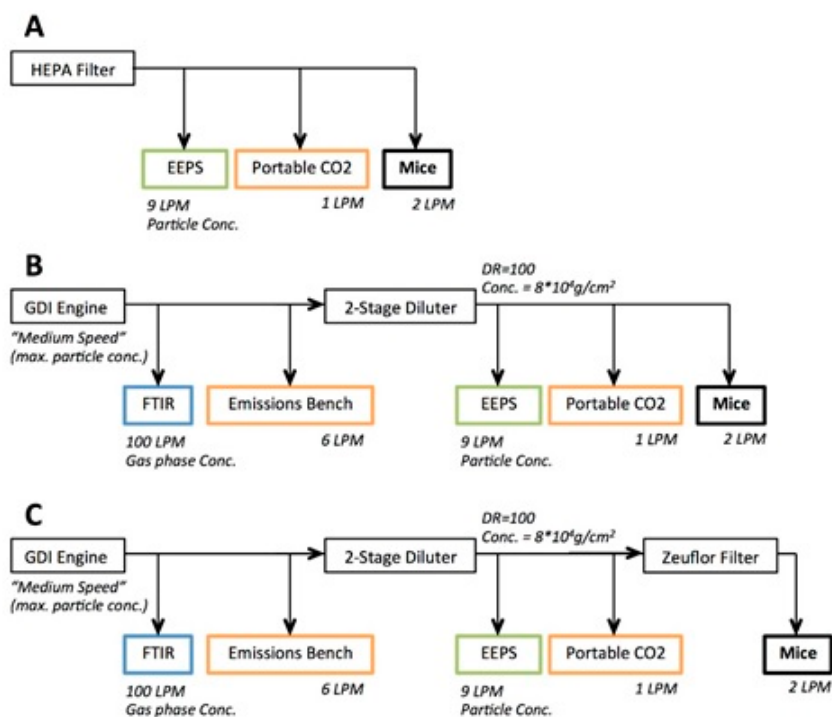 A
HEPA Filter
EEPS
Portable CO2
Mice
9 LPM
Particle Conc.
1 LPM
2 LPM
B
GDI Engine
2-Stage Diluter
DR=100
Conc. = 8*10⁴g/cm²
"Medium Speed"
(max. particle conc.)
FTIR
Emissions Bench
EEPS
Portable CO2
Mice
100 LPM
Gas phase Conc.
6 LPM
9 LPM
Particle Conc.
1 LPM
2 LPM
C
GDI Engine
2-Stage Diluter
DR=100
Conc. = 8*10⁴g/cm²
Zeuflor Filter
"Medium Speed"
(max. particle conc.)
FTIR
Emissions Bench
EEPS
Portable CO2
Mice
100 LPM
Gas phase Conc.
6 LPM
9 LPM
Particle Conc.
1 LPM
2 LPM